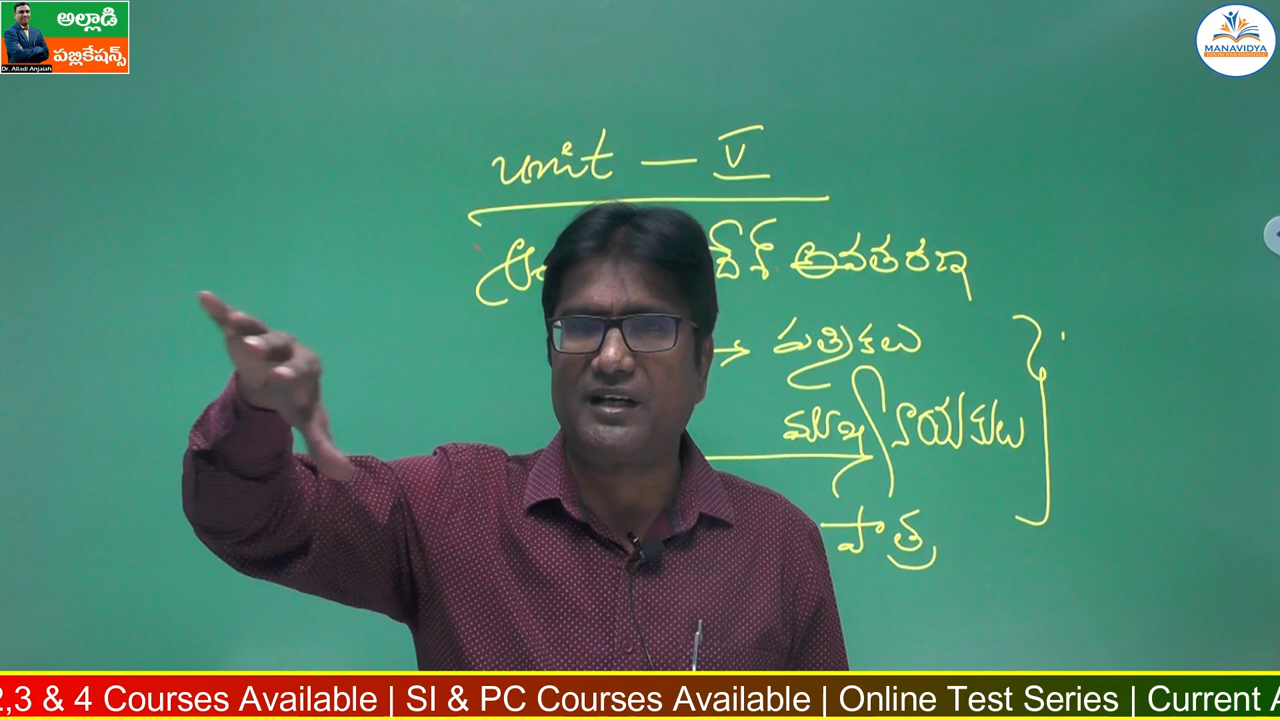 అల్లాడి
పబ్లికేషన్స్
Dr. Alladi Anjaiah
MANAVIDYA
unit — V
దేశ్ అవతరణ
→ పత్రికలు
ముఖ్య నాయకులు
పాత్ర
2,3 & 4 Courses Available | SI & PC Courses Available | Online Test Series | Current A